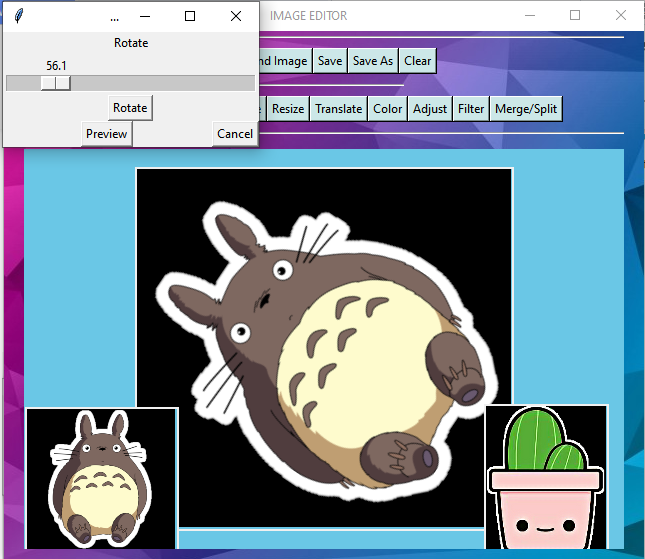 ...
IMAGE EDITOR
Rotate
56.1
Image Save Save As Clear
Rotate
Resize Translate Color Adjust Filter Merge/Split
Preview Cancel